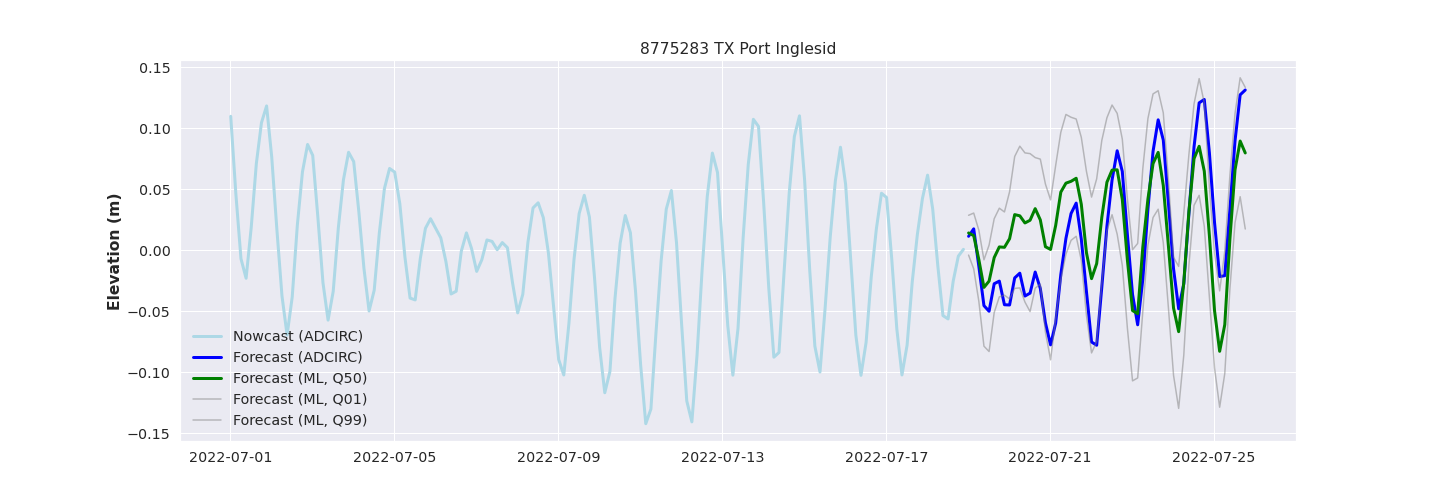 8775283 TX Port Inglesid
0.15
0.10
0.05
0.00
−0.05
−0.10
−0.15
Elevation (m)
Nowcast (ADCIRC)
Forecast (ADCIRC)
Forecast (ML, Q50)
Forecast (ML, Q01)
Forecast (ML, Q99)
2022-07-01 2022-07-05 2022-07-09 2022-07-13 2022-07-17 2022-07-21 2022-07-25